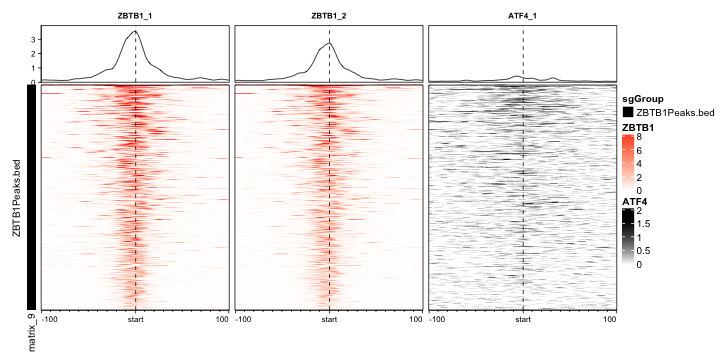 ZBTB1_1
ZBTB1_2
ATF4_1
3
2
1
0
ZBTB1Peaks.bed
matrix_9
-100
start
100
-100
start
100
-100
start
100
sgGroup
ZBTB1Peaks.bed
ZBTB1
8
6
4
2
0
ATF4
2
1.5
1
0.5
0